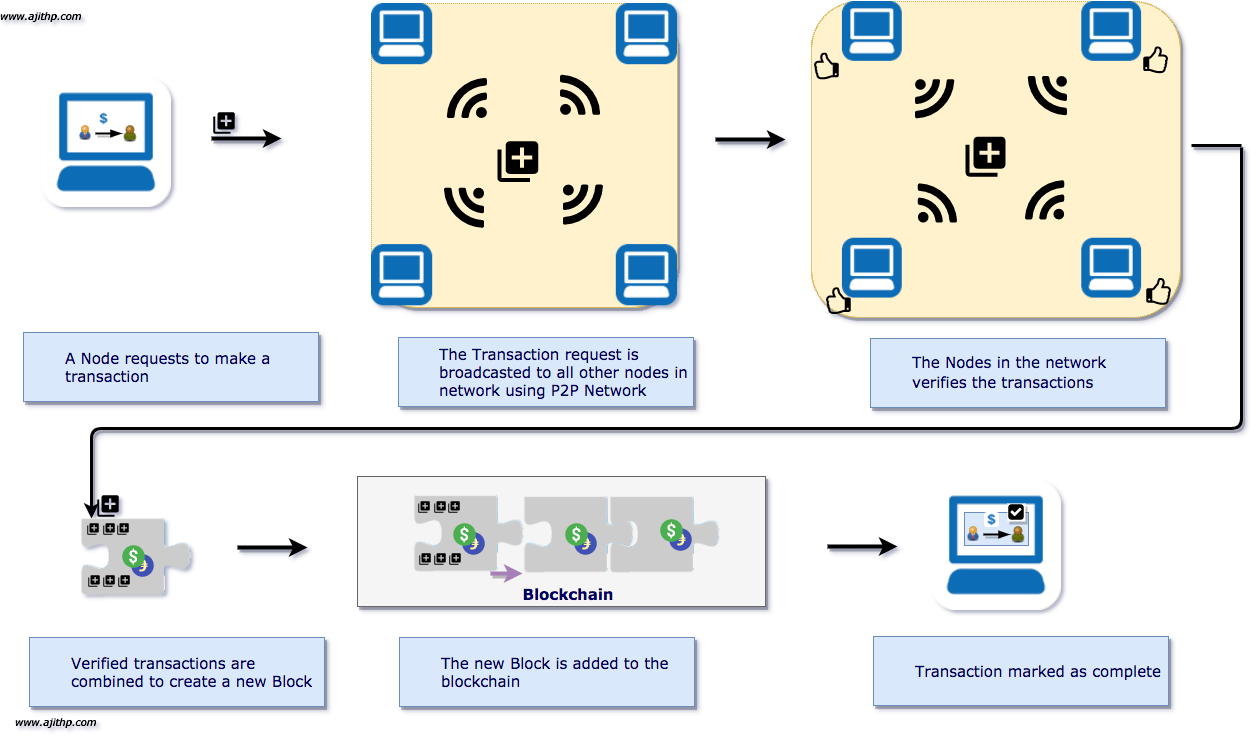 www.ajithp.com
$
A Node requests to make a
transaction
The Transaction request is
broadcasted to all other nodes in
network using P2P Network
The Nodes in the network
verifies the transactions
$
$
$
$
Blockchain
$
Verified transactions are
combined to create a new Block
The new Block is added to the
blockchain
Transaction marked as complete
www.ajithp.com